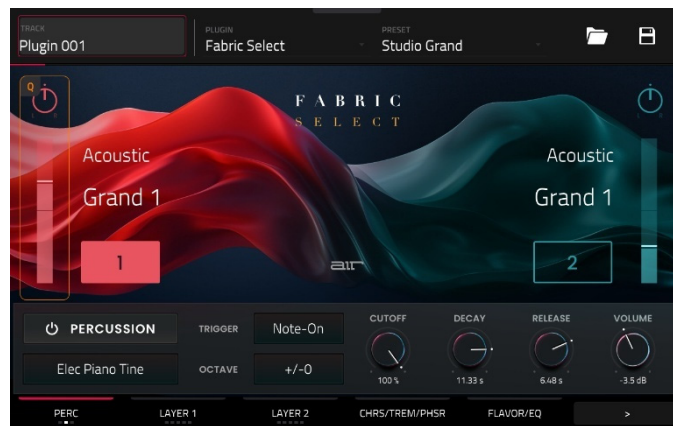 TRACK PLUGIN PRESET
Plugin 001 Fabric Select Studio Grand
Q
FABRIC
SELECT
L R L R
Acoustic Acoustic
Grand 1 Grand 1
1 air 2
PERCUSSION TRIGGER Note-On CUTOFF DECAY RELEASE VOLUME
Elec Piano Tine OCTAVE +/-0 100 % 11.33 s 6.48 s -3.5 dB
PERC LAYER 1 LAYER 2 CHRS/TREM/PHSR FLAVOR/EQ >